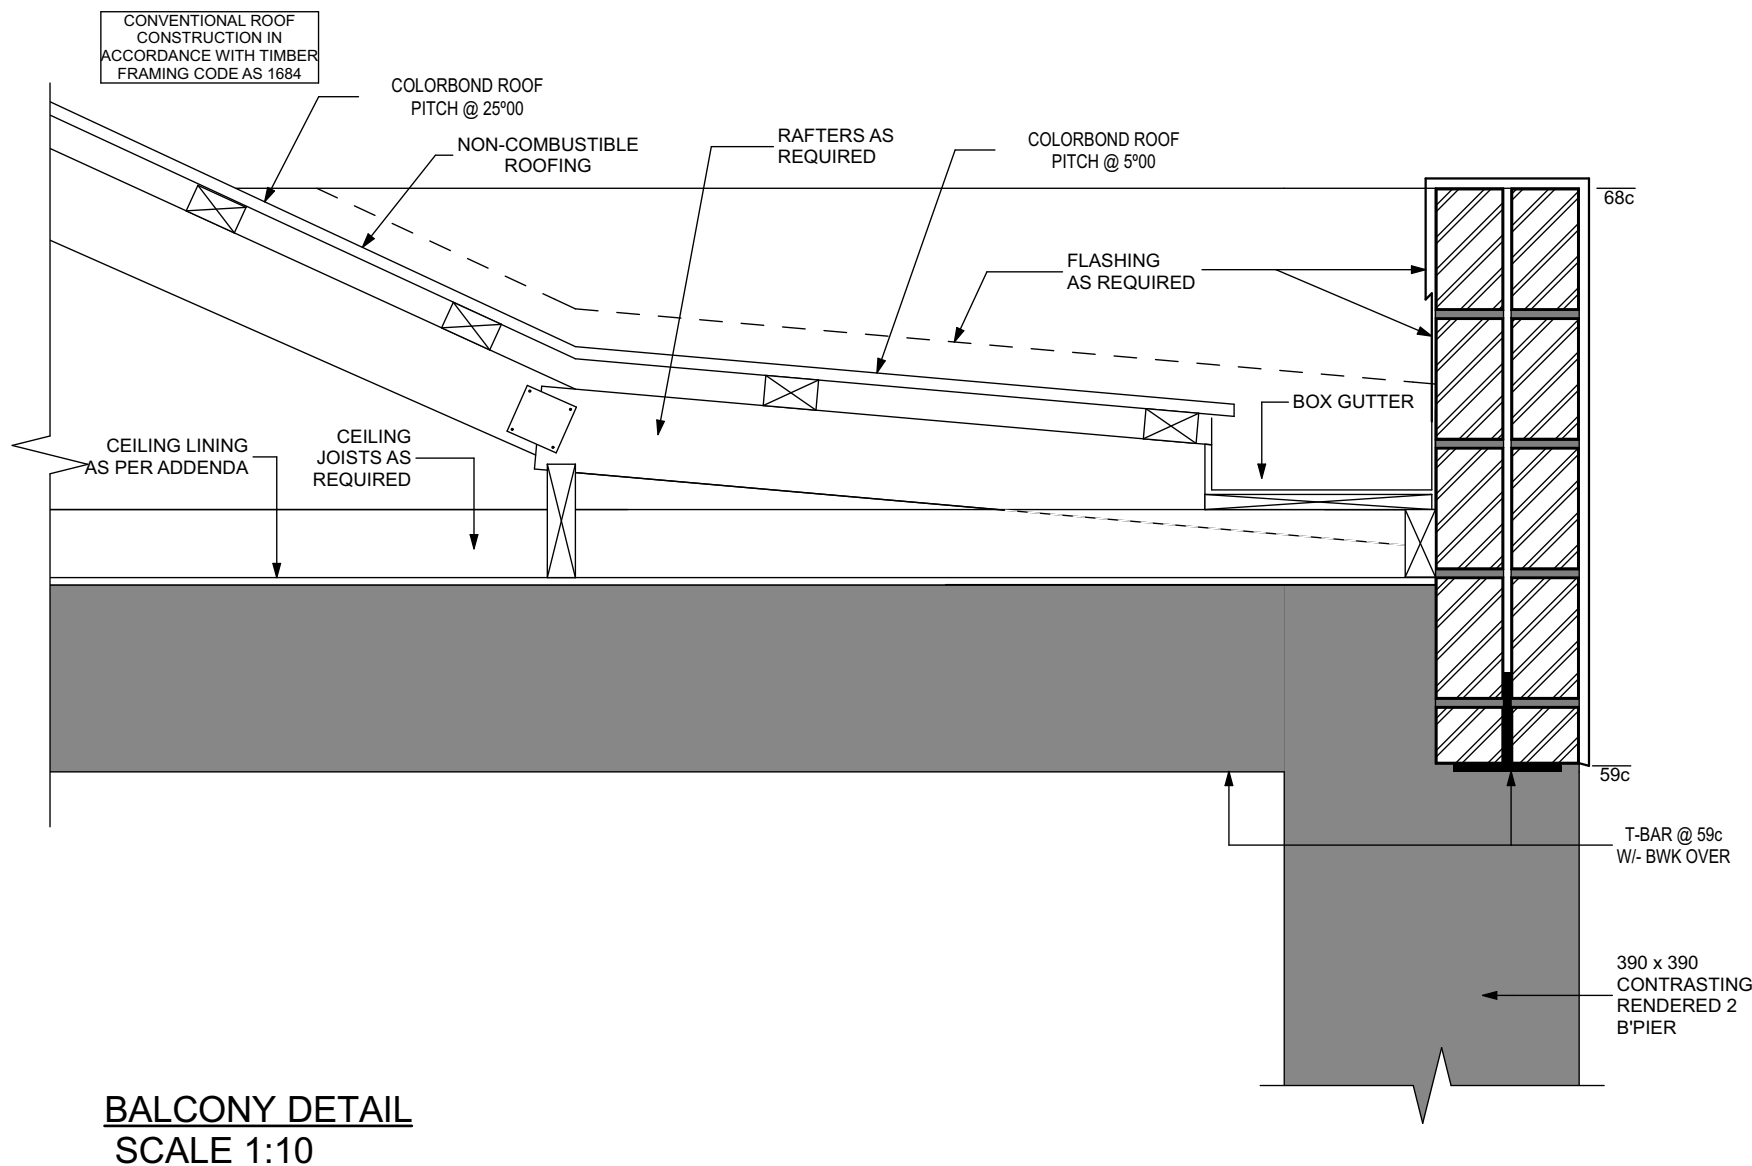 CONVENTIONAL ROOF
CONSTRUCTION IN
ACCORDANCE WITH TIMBER
FRAMING CODE AS 1684
COLORBOND ROOF
PITCH @ 25º00
NON-COMBUSTIBLE
ROOFING
RAFTERS AS
REQUIRED
COLORBOND ROOF
PITCH @ 5º00
68c
FLASHING
AS REQUIRED
BOX GUTTER
CEILING LINING
AS PER ADDENDA
CEILING
JOISTS AS
REQUIRED
59c
T-BAR @ 59c
W/- BWK OVER
390 x 390
CONTRASTING
RENDERED 2
B'PIER
BALCONY DETAIL
SCALE 1:10